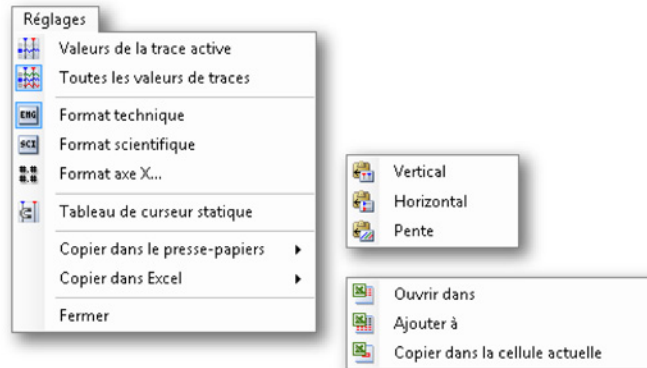 Réglages
Valeurs de la trace active
Toutes les valeurs de traces
ENG Format technique
SCI Format scientifique
#.# Format axe X...
Tableau de curseur statique
Copier dans le presse-papiers
Copier dans Excel
Fermer
Vertical
Horizontal
Pente
Ouvrir dans
Ajouter à
Copier dans la cellule actuelle